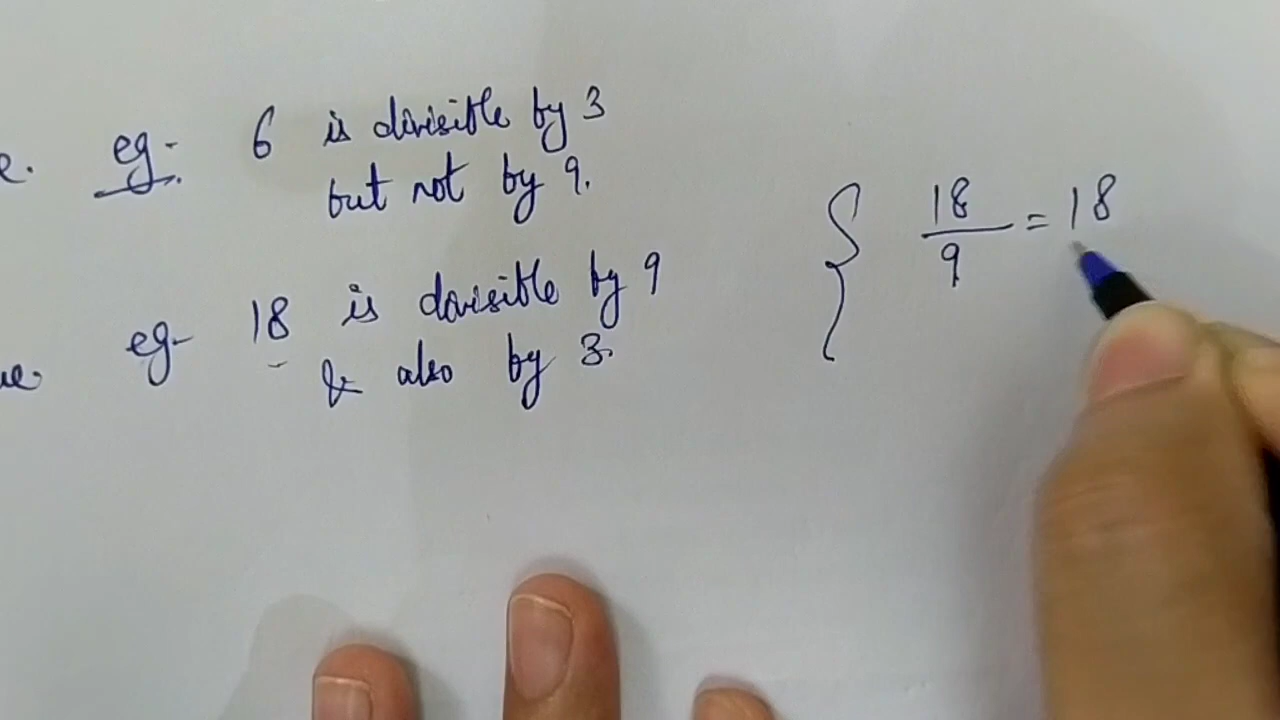 e. eg- 6 is divisible by 3
but not by 9.
eg- 18 is divisible by 9
& also by 3.
{ 18/9 = 18